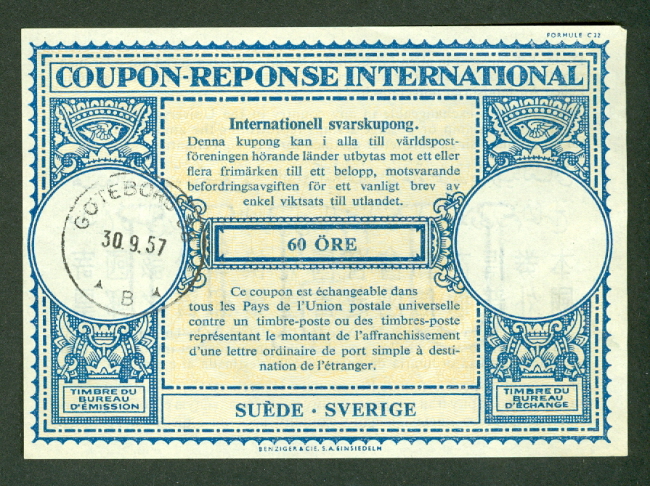 FORMULE C22
COUPON-REPONSE INTERNATIONAL
Internationell svarskupong.
Denna kupong kan i alla till världspost-
föreningen hörande länder utbytas mot ett eller
flera frimärken till ett belopp, motsvarande
befordringsavgiften för ett vanligt brev av
enkel viktsats till utlandet.
GÖTEBORG
30.9.57
B
60 ÖRE
Ce coupon est échangeable dans
tous les Pays de l'Union postale universelle
contre un timbre-poste ou des timbres-poste
représentant le montant de l'affranchissement
d'une lettre ordinaire de port simple à desti-
nation de l'étranger.
TIMBRE DU
BUREAU
D'ÉMISSION
SUÈDE · SVERIGE
TIMBRE DU
BUREAU
D'ÉCHANGE
BENZIGER & CIE. S.A. EINSIEDELN